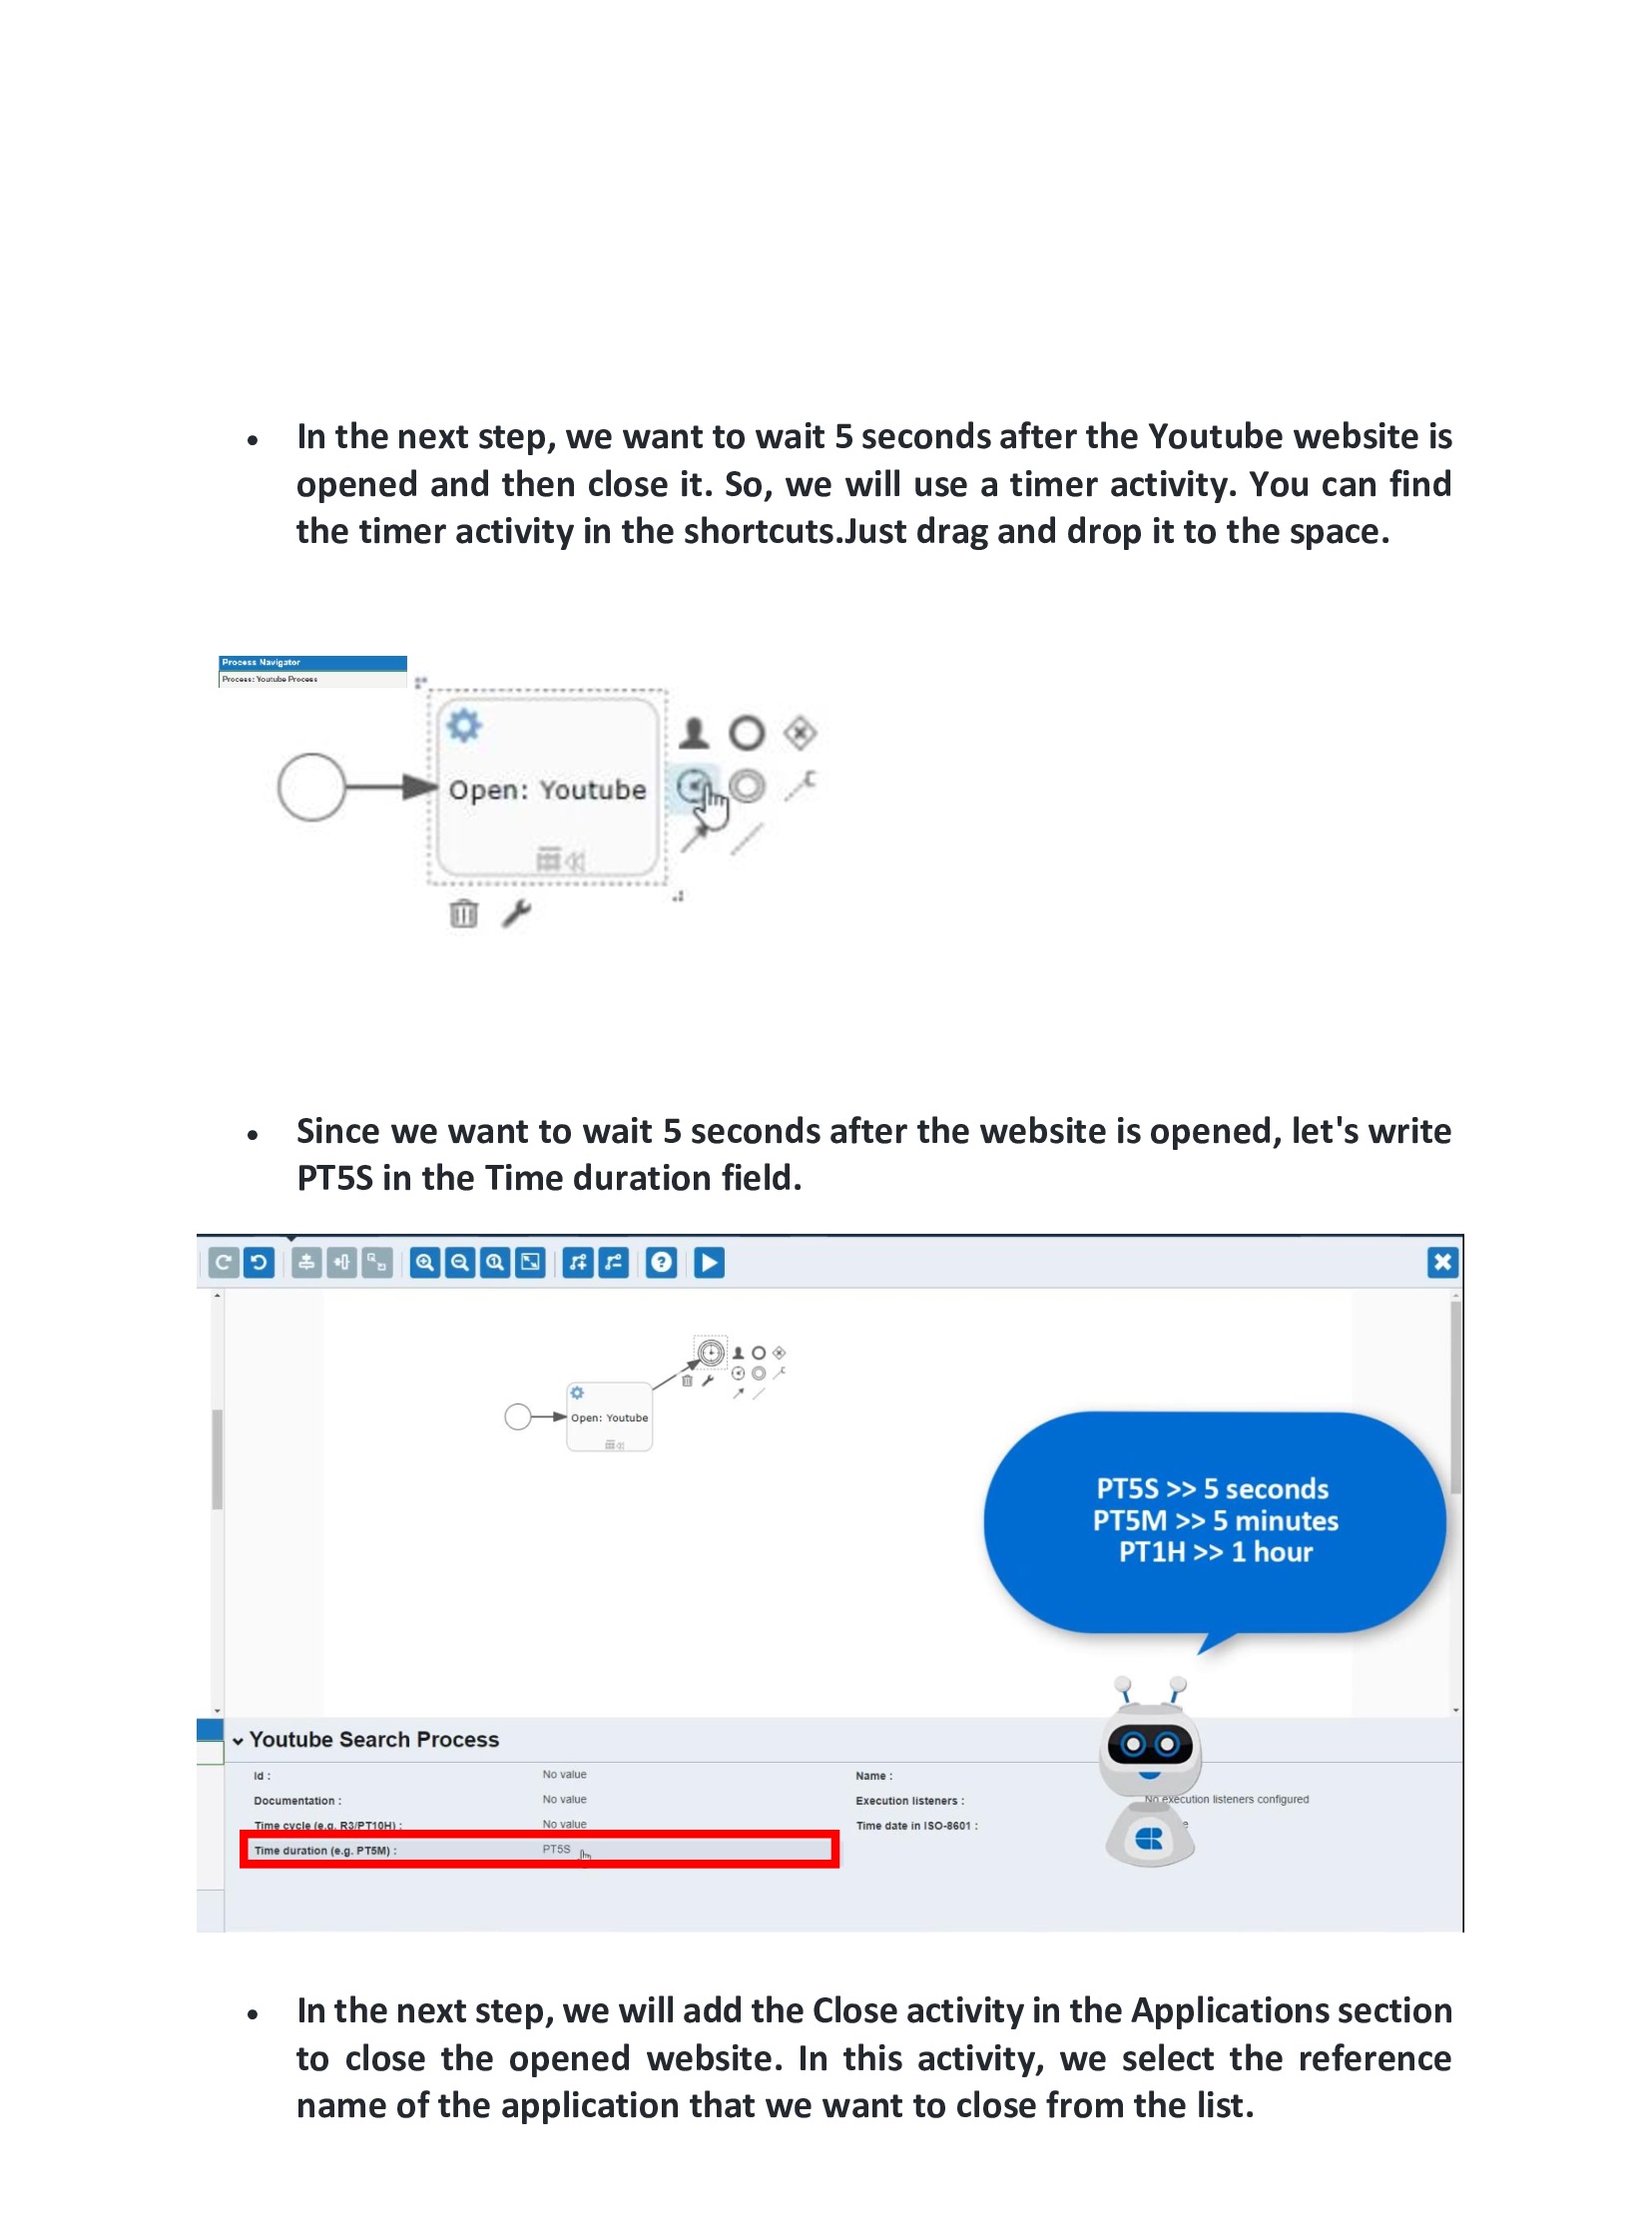 • In the next step, we want to wait 5 seconds after the Youtube website is
opened and then close it. So, we will use a timer activity. You can find
the timer activity in the shortcuts.Just drag and drop it to the space.
Process Navigator
Process: Youtube Process
Open: Youtube
• Since we want to wait 5 seconds after the website is opened, let's write
PT5S in the Time duration field.
Open: Youtube
PT5S >> 5 seconds
PT5M >> 5 minutes
PT1H >> 1 hour
Youtube Search Process
Id : No value Name :
Documentation : No value Execution listeners : No execution listeners configured
Time cycle (e.g. R3/PT10H) : No value Time date in ISO-8601 :
Time duration (e.g. PT5M) : PT5S
• In the next step, we will add the Close activity in the Applications section
to close the opened website. In this activity, we select the reference
name of the application that we want to close from the list.